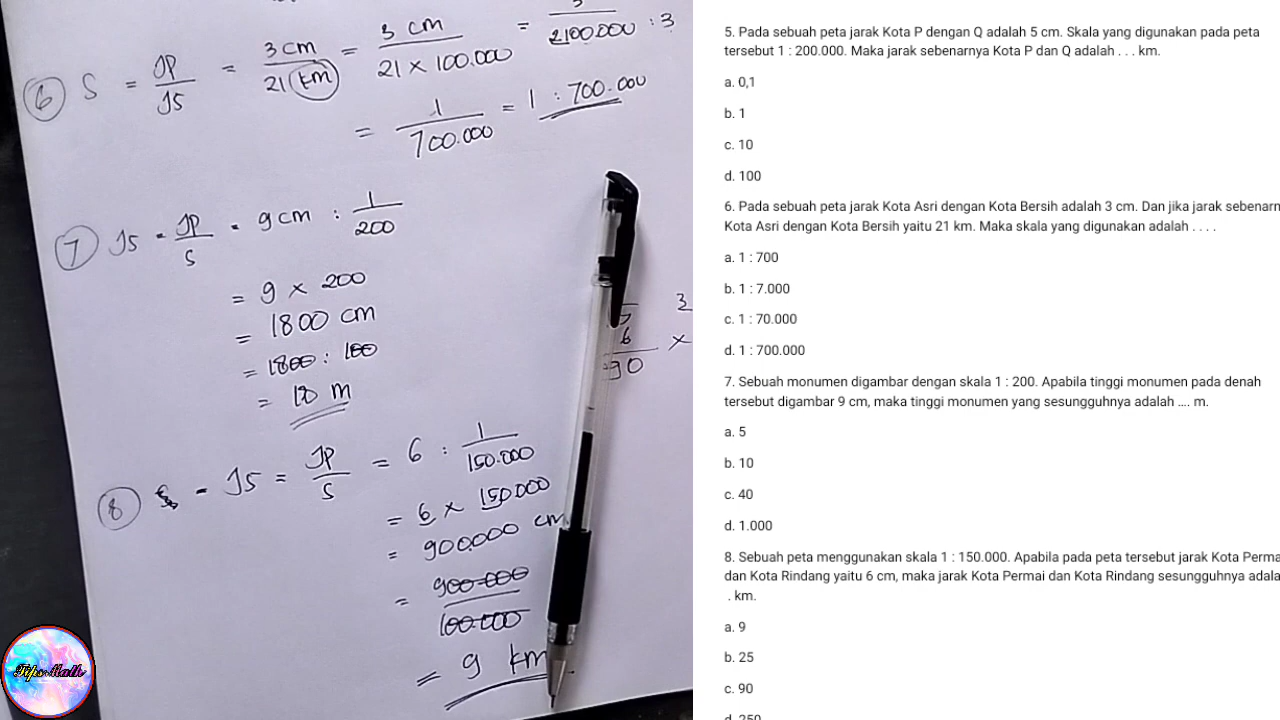 6 S = JP / JS = 3 cm / 21 km = 3 cm / 21 × 100.000 = 3 / 2100.000 : 3
= 1 / 700.000 = 1 : 700.000
7 JS = JP / S = 9 cm : 1 / 200
= 9 × 200
= 1800 cm
= 1800 : 100
= 18 m
8 = JS = JP / S = 6 : 1 / 150.000
= 6 × 150.000
= 900.000 cm
= 900.000 / 100.000
= 9 km
6
90 ×
Tips Math
5. Pada sebuah peta jarak Kota P dengan Q adalah 5 cm. Skala yang digunakan pada peta
tersebut 1 : 200.000. Maka jarak sebenarnya Kota P dan Q adalah . . . km.
a. 0,1
b. 1
c. 10
d. 100
6. Pada sebuah peta jarak Kota Asri dengan Kota Bersih adalah 3 cm. Dan jika jarak sebenarn
Kota Asri dengan Kota Bersih yaitu 21 km. Maka skala yang digunakan adalah . . . .
a. 1 : 700
b. 1 : 7.000
c. 1 : 70.000
d. 1 : 700.000
7. Sebuah monumen digambar dengan skala 1 : 200. Apabila tinggi monumen pada denah
tersebut digambar 9 cm, maka tinggi monumen yang sesungguhnya adalah .... m.
a. 5
b. 10
c. 40
d. 1.000
8. Sebuah peta menggunakan skala 1 : 150.000. Apabila pada peta tersebut jarak Kota Perma
dan Kota Rindang yaitu 6 cm, maka jarak Kota Permai dan Kota Rindang sesungguhnya adala
. km.
a. 9
b. 25
c. 90
d. 250